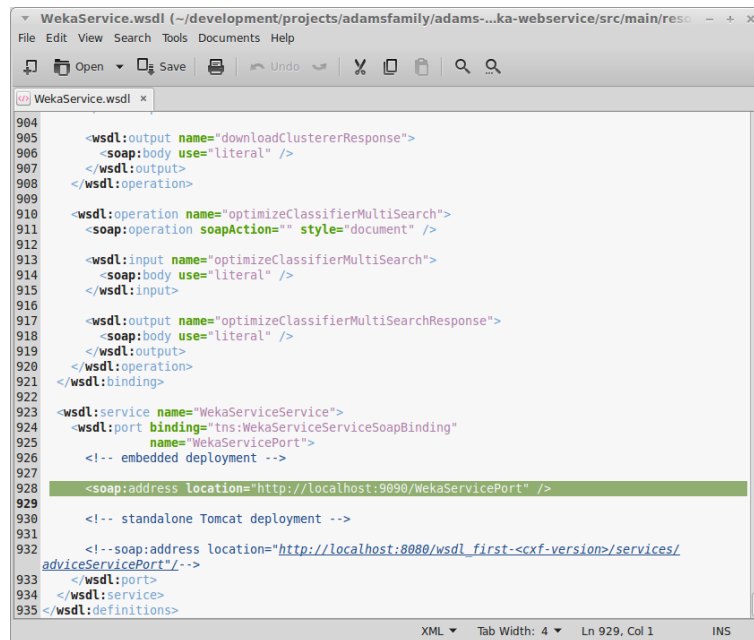 WekaService.wsdl (~/development/projects/adamsfamily/adams-...ka-webservice/src/main/reso
File Edit View Search Tools Documents Help
Open Save Undo
WekaService.wsdl ×
904
905 <wsdl:output name="downloadClustererResponse">
906 <soap:body use="literal" />
907 </wsdl:output>
908 </wsdl:operation>
909
910 <wsdl:operation name="optimizeClassifierMultiSearch">
911 <soap:operation soapAction="" style="document" />
912
913 <wsdl:input name="optimizeClassifierMultiSearch">
914 <soap:body use="literal" />
915 </wsdl:input>
916
917 <wsdl:output name="optimizeClassifierMultiSearchResponse">
918 <soap:body use="literal" />
919 </wsdl:output>
920 </wsdl:operation>
921 </wsdl:binding>
922
923 <wsdl:service name="WekaServiceService">
924 <wsdl:port binding="tns:WekaServiceServiceSoapBinding"
925 name="WekaServicePort">
926 <!-- embedded deployment -->
927
928 <soap:address location="http://localhost:9090/WekaServicePort" />
929
930 <!-- standalone Tomcat deployment -->
931
932 <!--soap:address location="http://localhost:8080/wsdl_first-<cxf-version>/services/
adviceServicePort"/-->
933 </wsdl:port>
934 </wsdl:service>
935 </wsdl:definitions>
XML Tab Width: 4 Ln 929, Col 1 INS